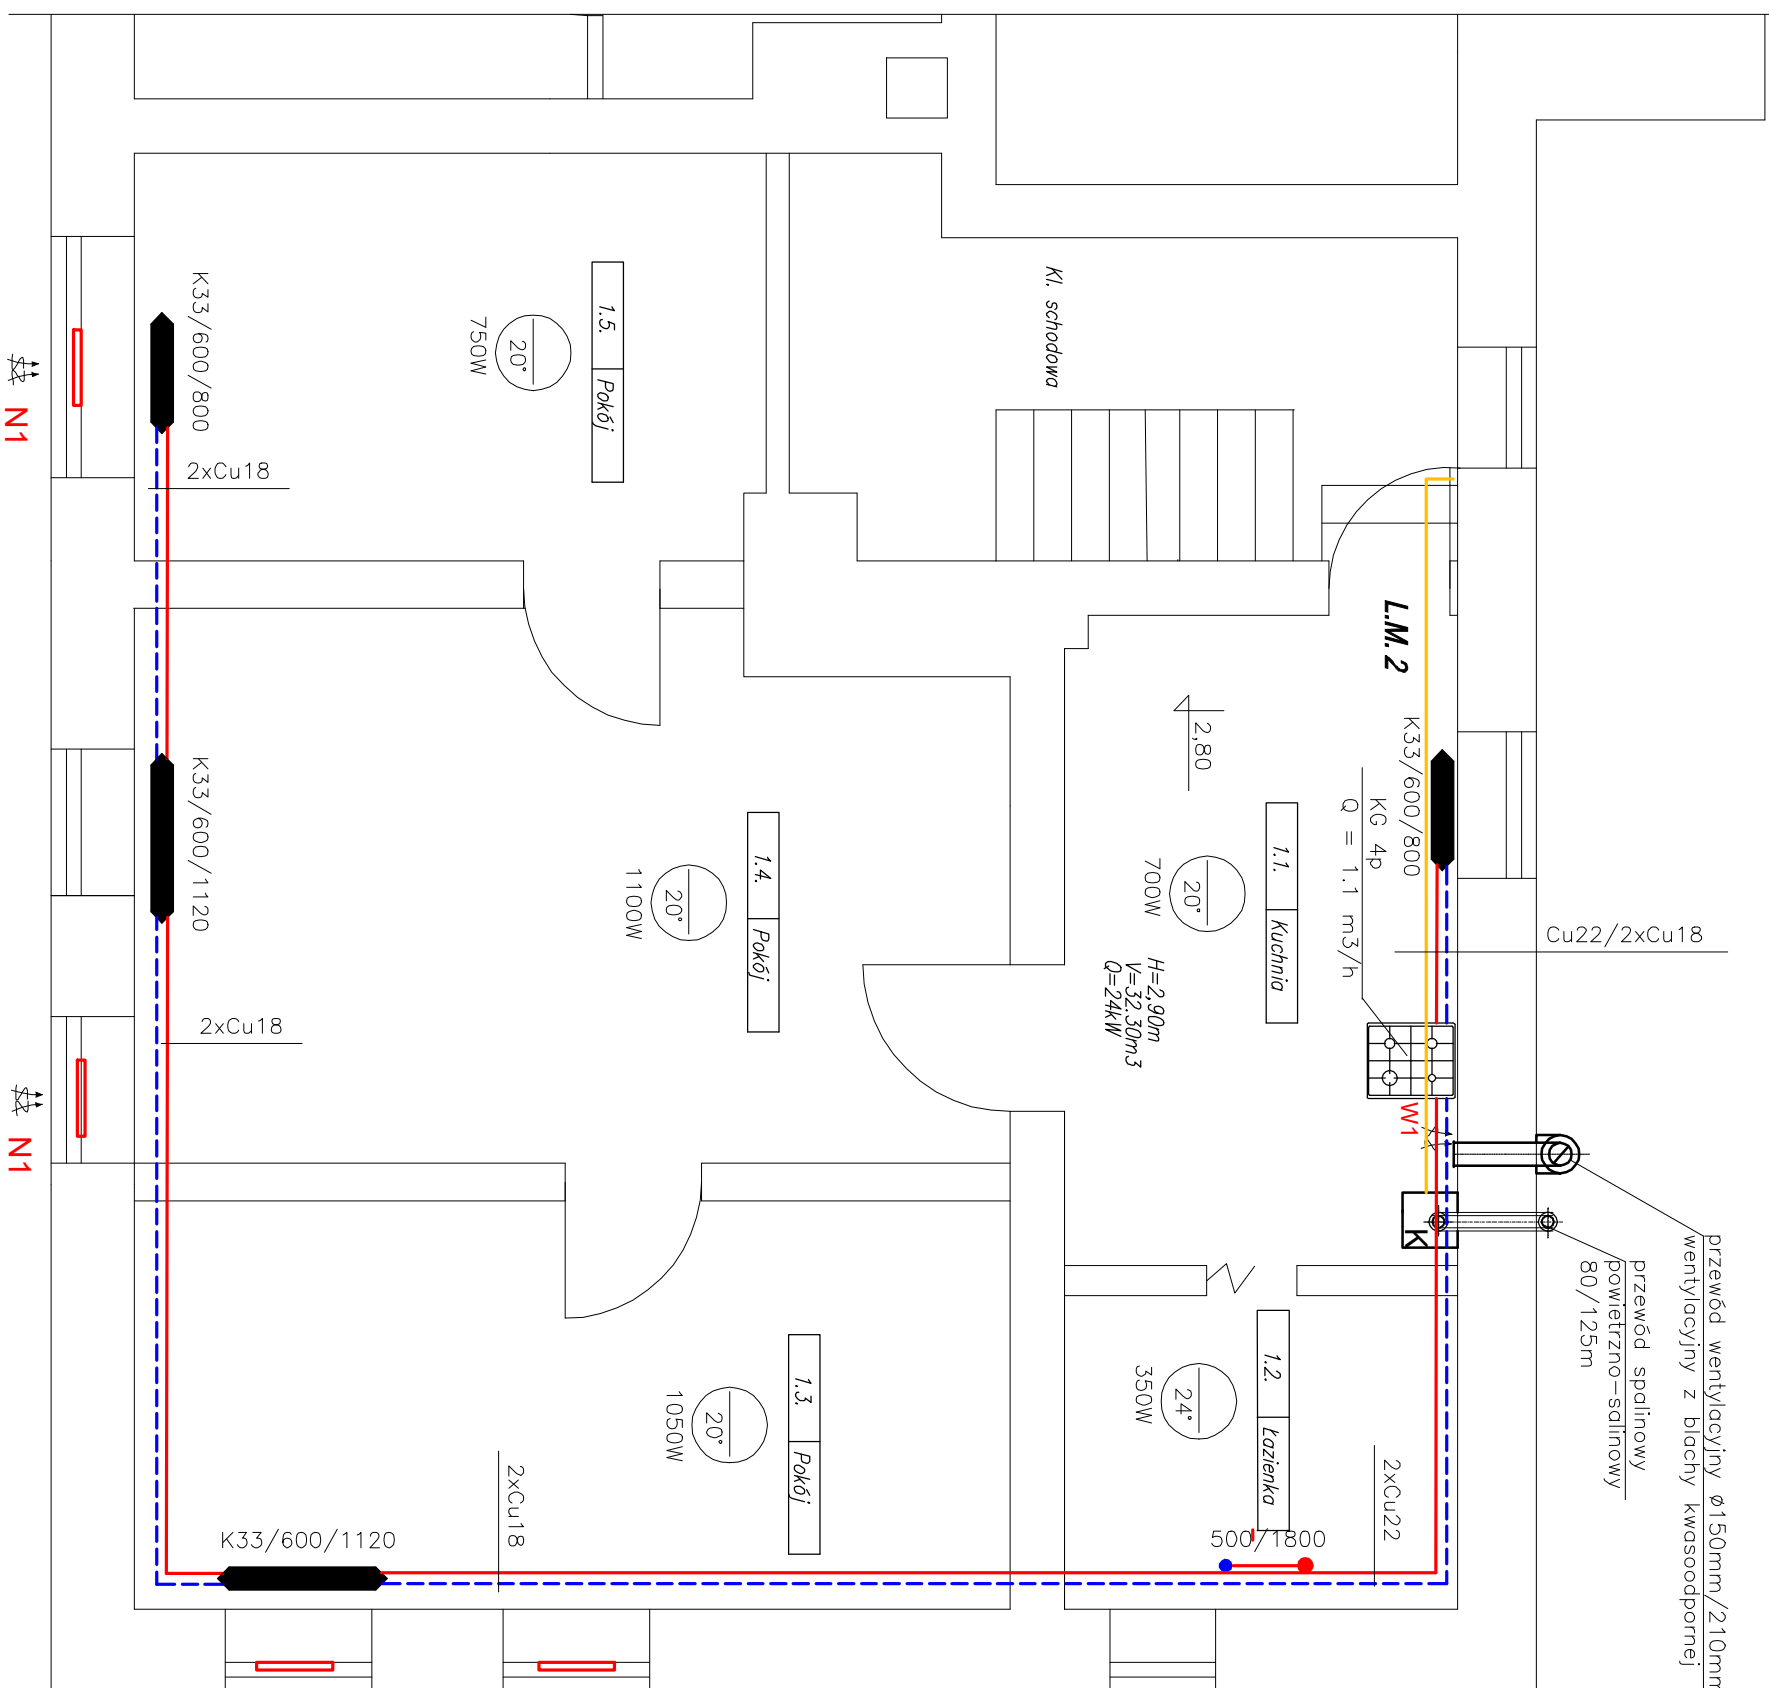 Kl. schodowa
K33/600/800
N1
2xCu18
750W
20°
1.5.
Pokój
L.M. 2
2,80
K33/600/800
KG 4p
Q = 1.1 m3/h
Cu22/2xCu18
1.1.
Kuchnia
20°
700W
H=2,90m
V=32.30m3
Q=24kW
K33/600/1120
1.4.
Pokój
20°
1100W
2xCu18
N1
W1
K
przewód wentylacyjny ø150mm/210mm
wentylacyjny z blachy kwasoodpornej
przewód spalinowy
powietrzno-salinowy
80/125m
1.2.
Łazienka
24°
350W
2xCu22
500/1800
1.3.
Pokój
20°
1050W
2xCu18
K33/600/1120